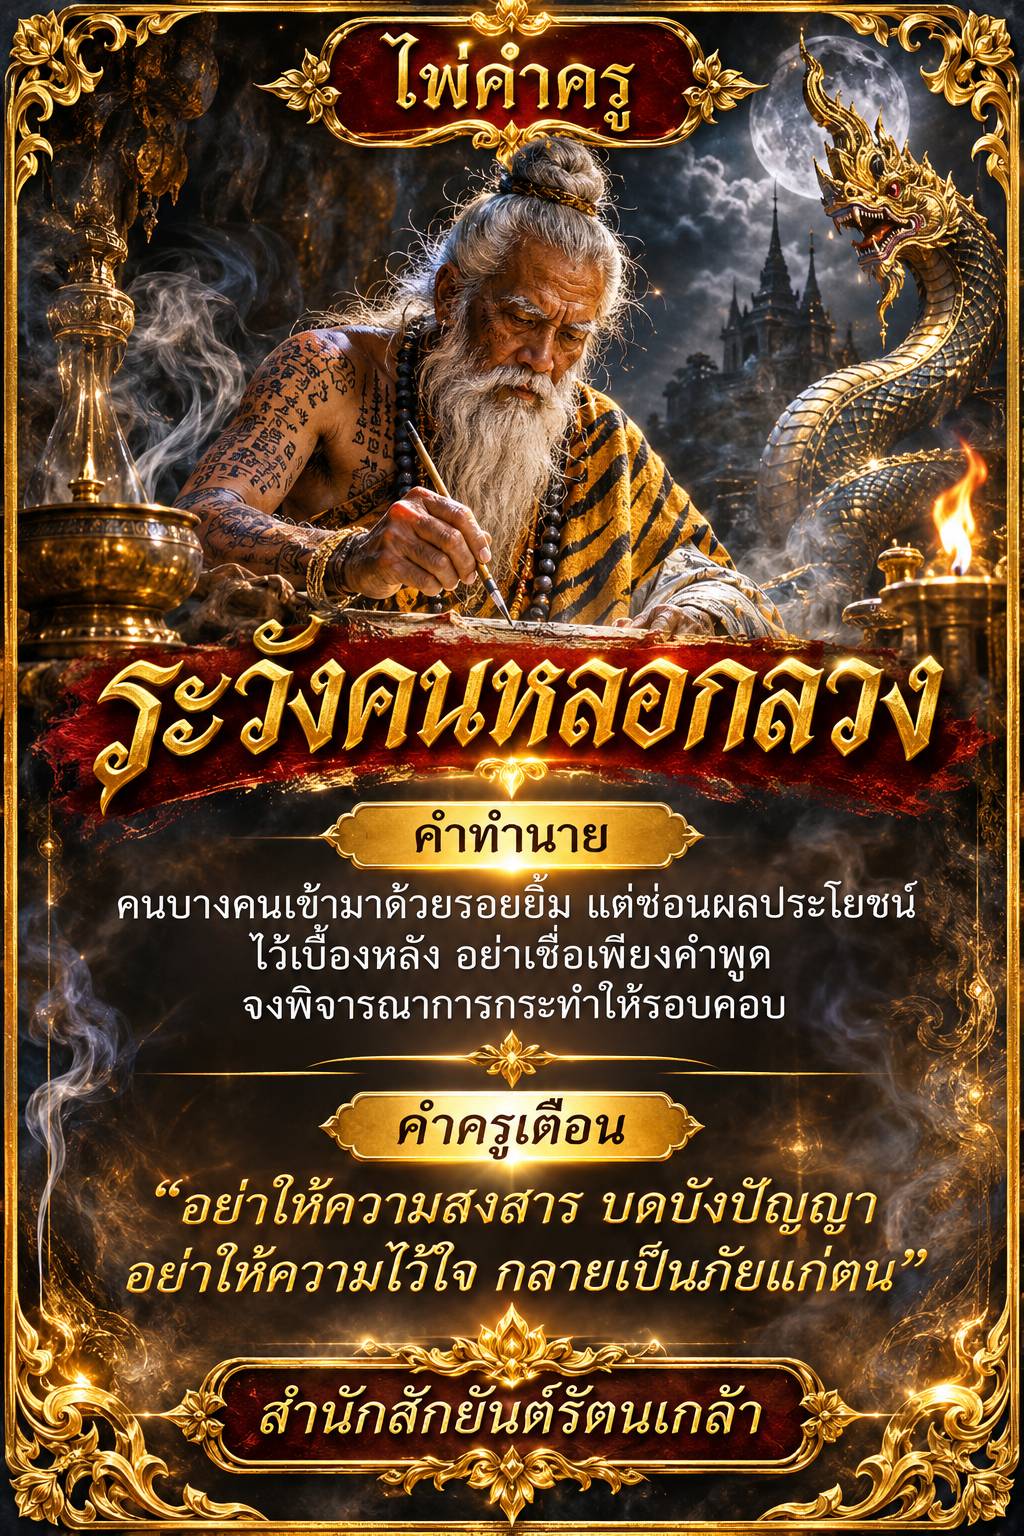 ไพ่คำครู
ระวังคนหลอกลวง
คำทำนาย
คนบางคนเข้ามาด้วยรอยยิ้ม แต่ซ่อนผลประโยชน์
ไว้เบื้องหลัง อย่าเชื่อเพียงคำพูด
จงพิจารณาการกระทำให้รอบคอบ
คำครูเตือน
“อย่าให้ความสงสาร บดบังปัญญา
อย่าให้ความไว้ใจ กลายเป็นภัยแก่ตน”
สำนักสักยันต์รัตนเกล้า